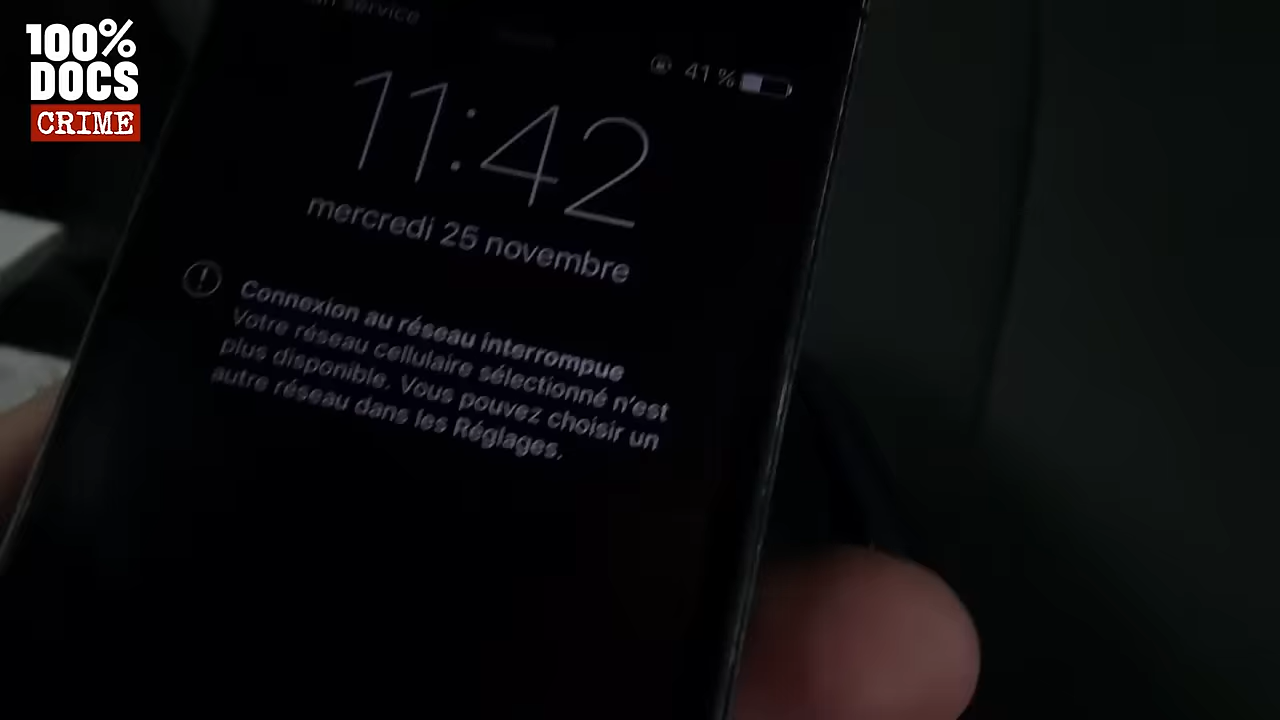 100%
DOCS
CRIME
service
41 %
11:42
mercredi 25 novembre
Connexion au réseau interrompue
Votre réseau cellulaire sélectionné n'est
plus disponible. Vous pouvez choisir un
autre réseau dans les Réglages.